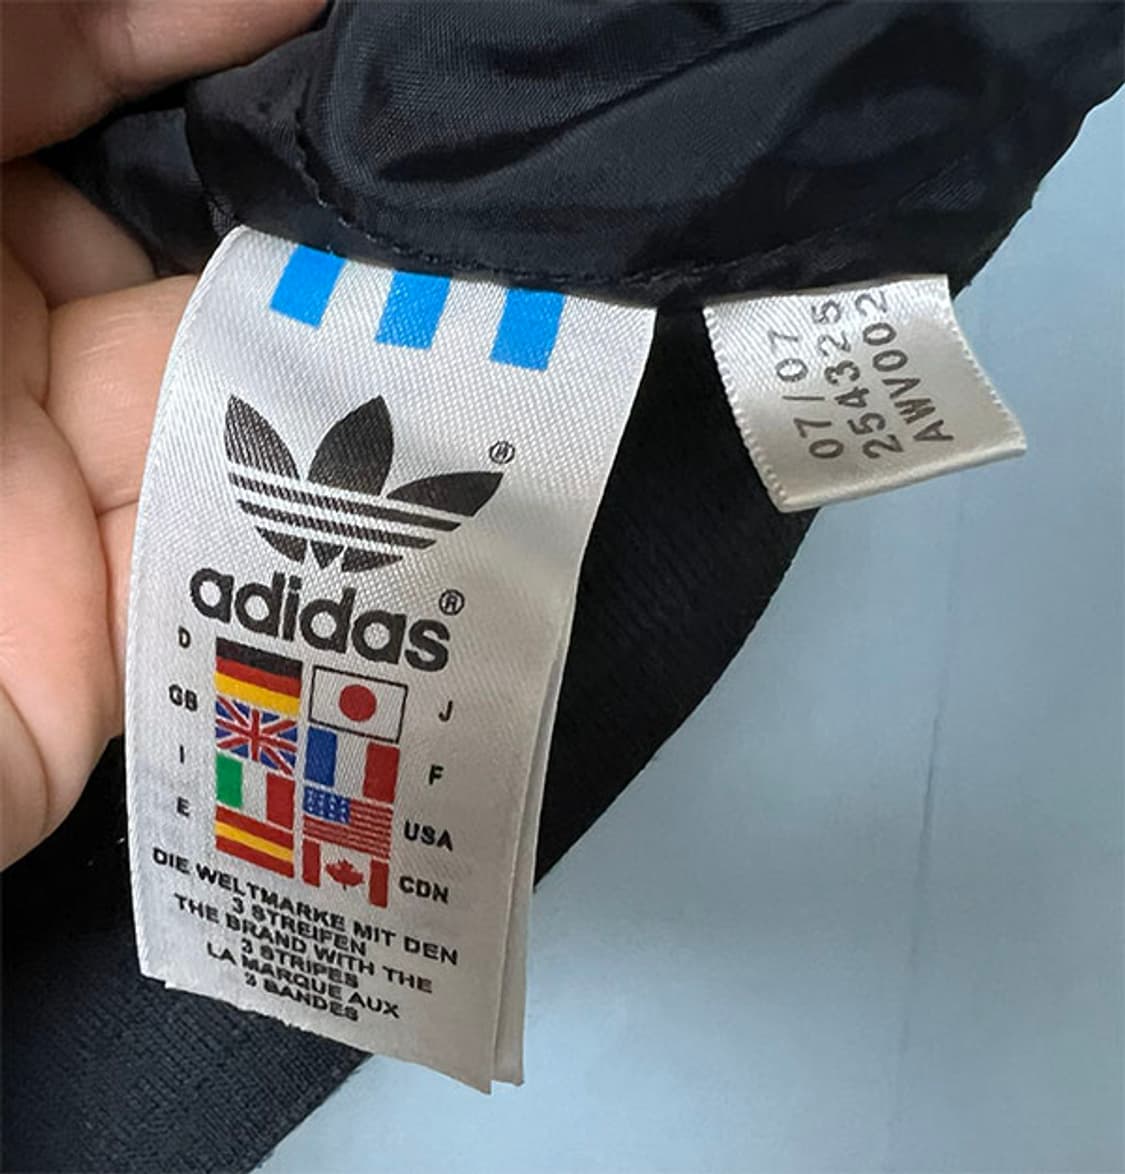 ®
adidas®
D
J
GB
F
I
USA
E
CDN
DIE WELTMARKE MIT DEN
3 STREIFEN
THE BRAND WITH THE
3 STRIPES
LA MARQUE AUX
3 BANDES
07/07
2543225
AWV002